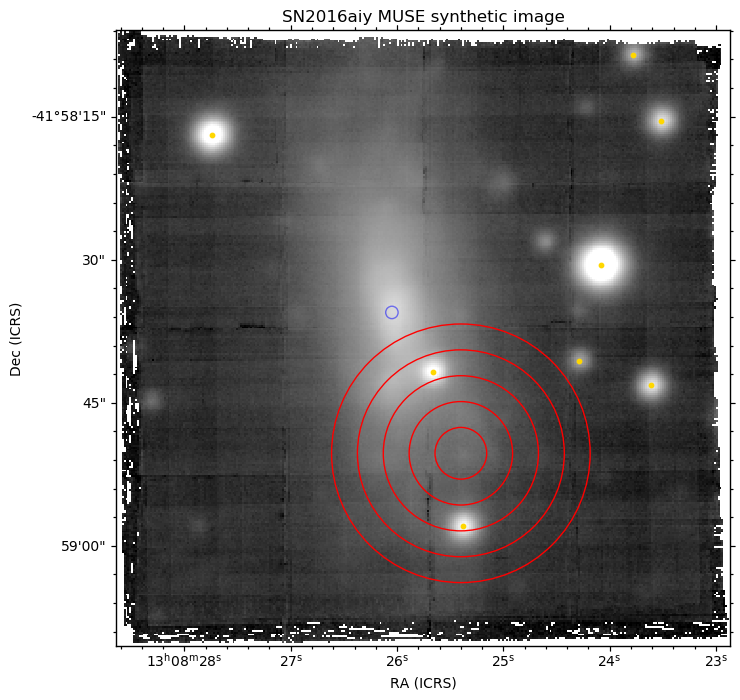 SN2016aiy MUSE synthetic image
-41°58'15"
30"
45"
59'00"
Dec (ICRS)
13ʰ08ᵐ28ˢ 27ˢ 26ˢ 25ˢ 24ˢ 23ˢ
RA (ICRS)